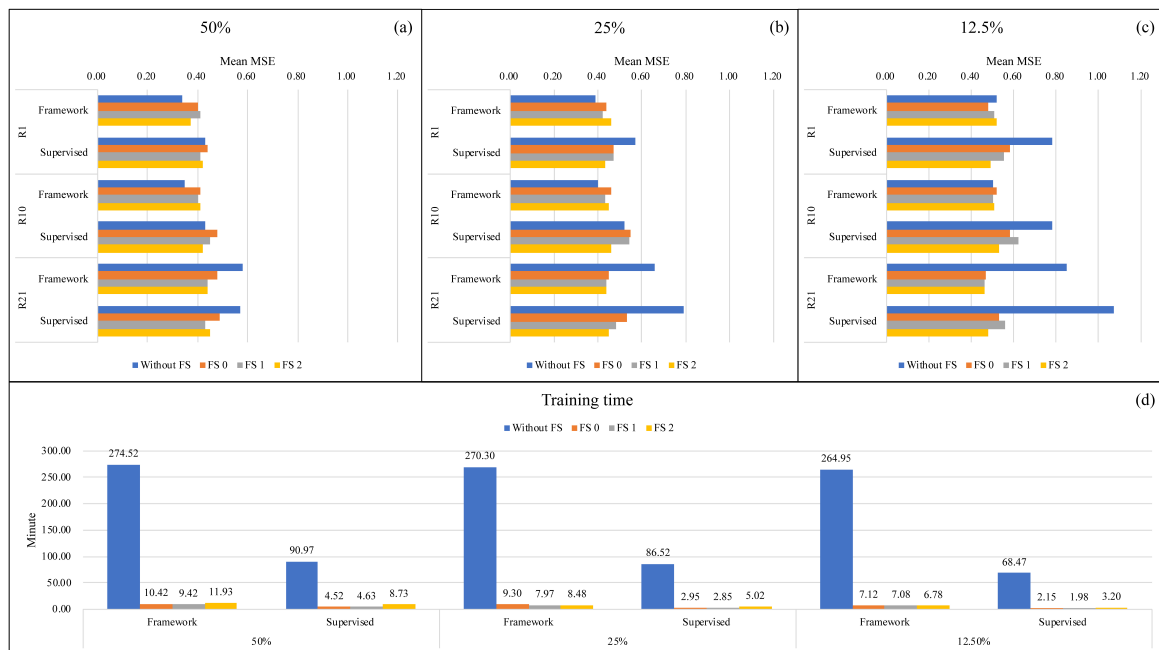 50%
(a)
Mean MSE
0.00 0.20 0.40 0.60 0.80 1.00 1.20
R1
Framework
Supervised
R10
Framework
Supervised
R21
Framework
Supervised
Without FS FS 0 FS 1 FS 2
25%
(b)
Mean MSE
0.00 0.20 0.40 0.60 0.80 1.00 1.20
R1
Framework
Supervised
R10
Framework
Supervised
R21
Framework
Supervised
Without FS FS 0 FS 1 FS 2
12.5%
(c)
Mean MSE
0.00 0.20 0.40 0.60 0.80 1.00 1.20
R1
Framework
Supervised
R10
Framework
Supervised
R21
Framework
Supervised
Without FS FS 0 FS 1 FS 2
Training time
(d)
Without FS FS 0 FS 1 FS 2
Minute
300.00
250.00
200.00
150.00
100.00
50.00
0.00
274.52 10.42 9.42 11.93
90.97 4.52 4.63 8.73
270.30 9.30 7.97 8.48
86.52 2.95 2.85 5.02
264.95 7.12 7.08 6.78
68.47 2.15 1.98 3.20
Framework Supervised Framework Supervised Framework Supervised
50% 25% 12.50%